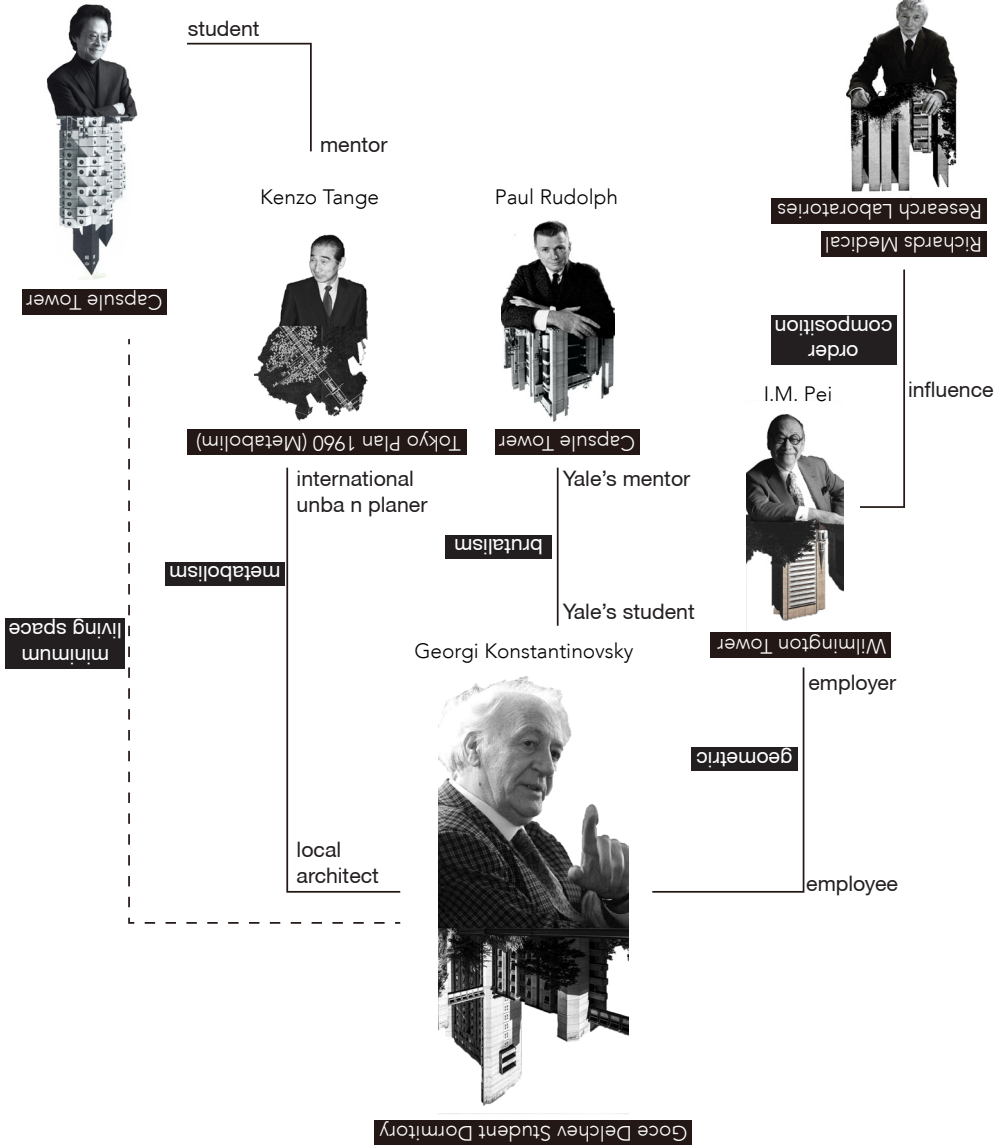 student
mentor
Kenzo Tange
Paul Rudolph
Research Laboratories
Richards Medical
Capsule Tower
order
composition
influence
I.M. Pei
Tokyo Plan 1960 (Metabolim)
Capsule Tower
international
unba n planer
Yale's mentor
brutalism
metabolism
Yale's student
minimum
living space
Wilmington Tower
Georgi Konstantinovsky
employer
geometric
local
architect
employee
Goce Delchev Student Dormitory